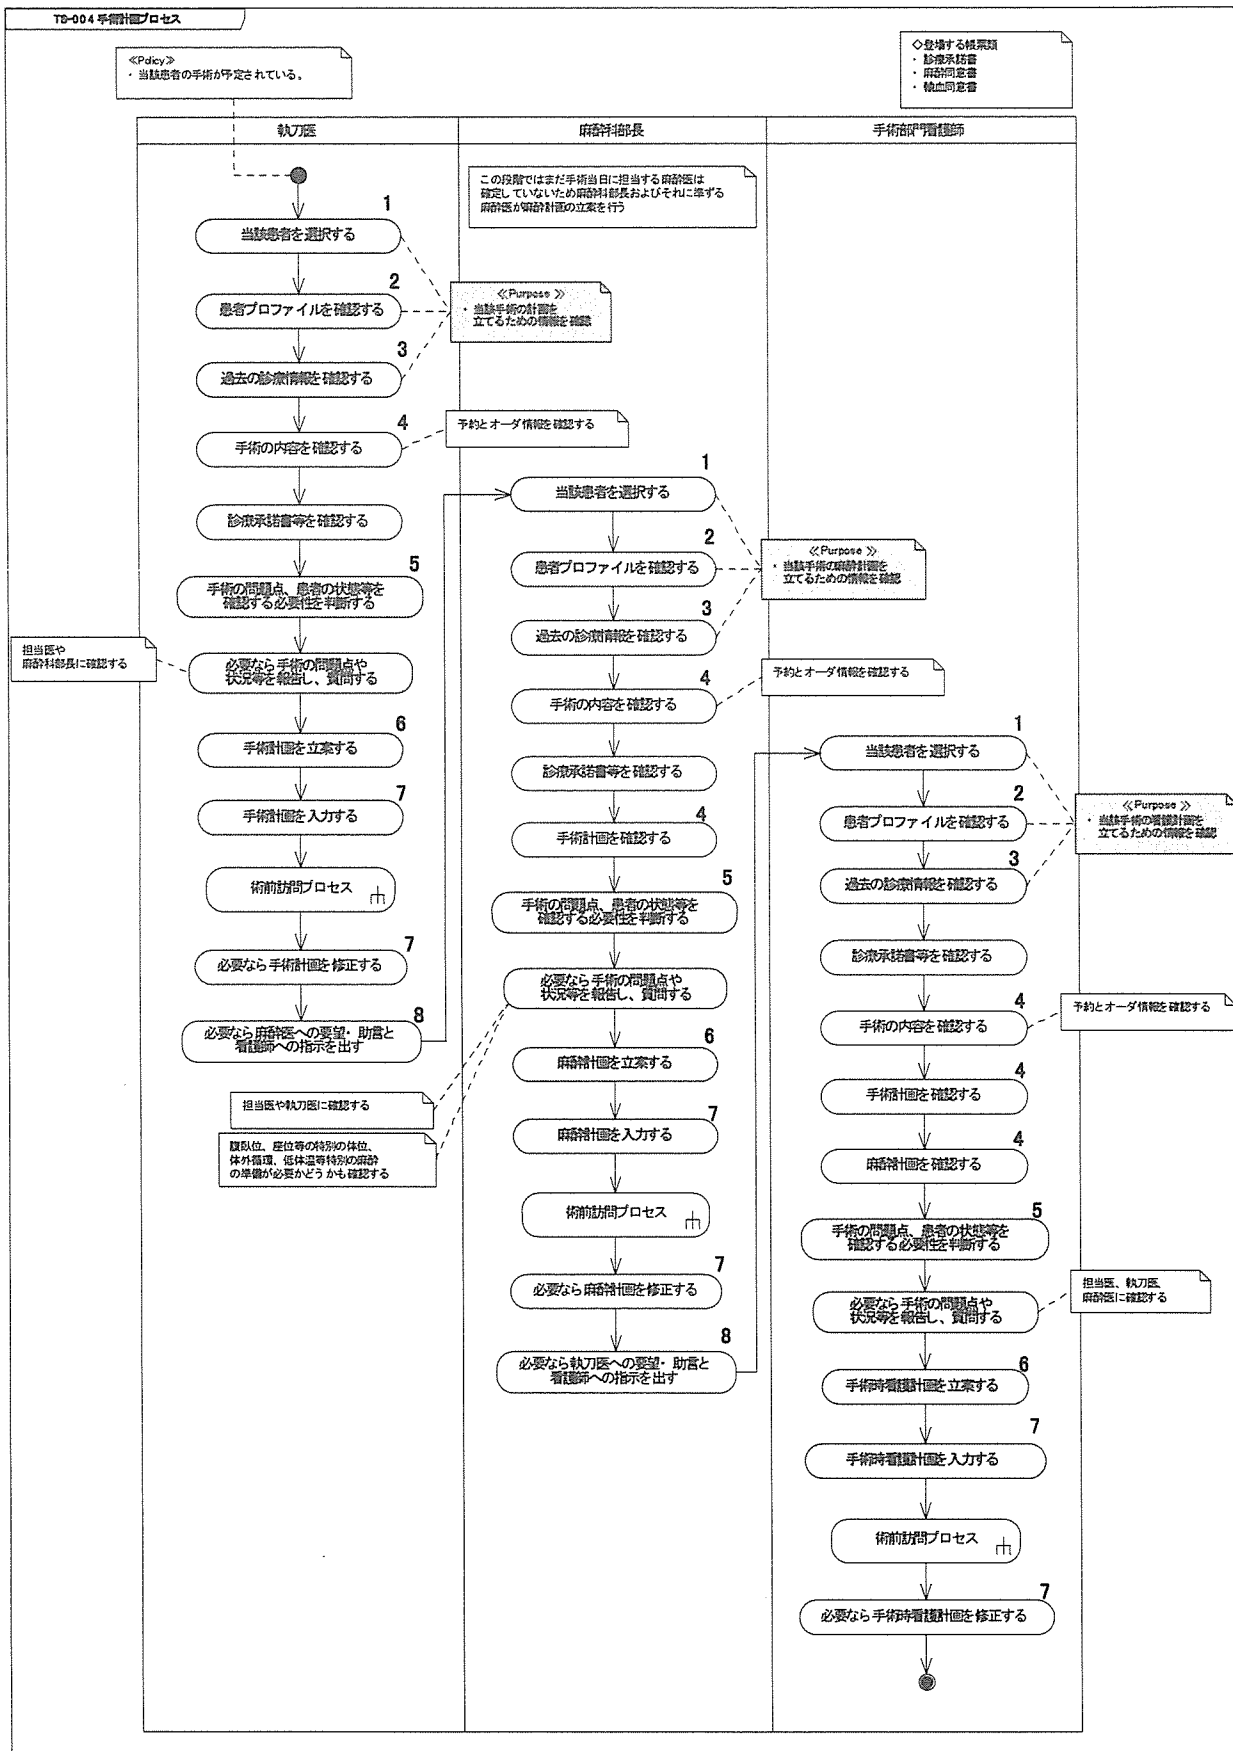 TS-004 手術計画プロセス
≪Policy≫
・ 当該患者の手術が予定されている。
◇登場する帳票類
・ 診療承諾書
・ 麻酔同意書
・ 輸血同意書
執刀医
麻酔科部長
手術部門看護師
この段階ではまだ手術当日に担当する麻酔医は
確定していないため麻酔科部長およびそれに準ずる
麻酔医が麻酔計画の立案を行う
1
当該患者を選択する
2
患者プロファイルを確認する
≪Purpose ≫
・ 当該手術の計画を
立てるための情報を確認
3
過去の診療情報を確認する
4
手術の内容を確認する
予約とオーダ情報を確認する
診療承諾書等を確認する
5
手術の問題点、患者の状態等を
確認する必要性を判断する
担当医や
麻酔科部長に確認する
必要なら手術の問題点や
状況等を報告し、質問する
6
手術計画を立案する
7
手術計画を入力する
術前訪問プロセス
7
必要なら手術計画を修正する
8
必要なら麻酔医への要望・助言と
看護師への指示を出す
1
当該患者を選択する
2
患者プロファイルを確認する
≪Purpose ≫
・ 当該手術の麻酔計画を
立てるための情報を確認
3
過去の診療情報を確認する
4
手術の内容を確認する
予約とオーダ情報を確認する
診療承諾書等を確認する
4
手術計画を確認する
5
手術の問題点、患者の状態等を
確認する必要性を判断する
必要なら手術の問題点や
状況等を報告し、質問する
担当医や執刀医に確認する
腹臥位、座位等の特別の体位、
体外循環、低体温等特別の麻酔
の準備が必要かどうかも確認する
6
麻酔計画を立案する
7
麻酔計画を入力する
術前訪問プロセス
7
必要なら麻酔計画を修正する
8
必要なら執刀医への要望・助言と
看護師への指示を出す
1
当該患者を選択する
2
患者プロファイルを確認する
≪Purpose ≫
・ 当該手術の看護計画を
立てるための情報を確認
3
過去の診療情報を確認する
診療承諾書等を確認する
4
手術の内容を確認する
予約とオーダ情報を確認する
4
手術計画を確認する
4
麻酔計画を確認する
5
手術の問題点、患者の状態等を
確認する必要性を判断する
必要なら手術の問題点や
状況等を報告し、質問する
担当医、執刀医、
麻酔医に確認する
6
手術時看護計画を立案する
7
手術時看護計画を入力する
術前訪問プロセス
7
必要なら手術時看護計画を修正する